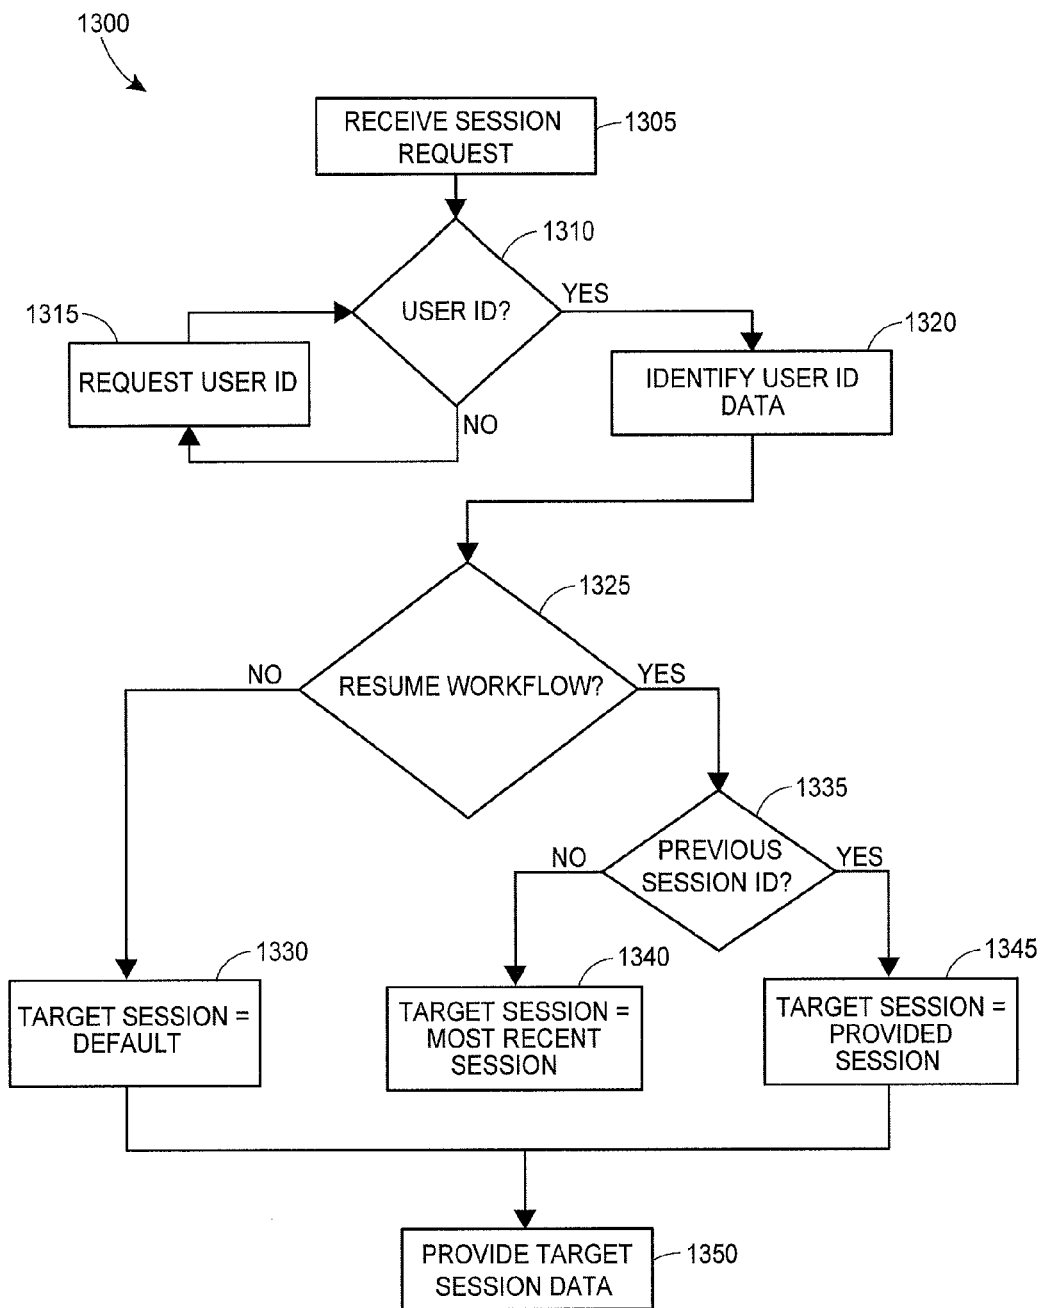 1300
RECEIVE SESSION
REQUEST
1305
1310
USER ID?
YES
NO
1315
REQUEST USER ID
1320
IDENTIFY USER ID
DATA
1325
RESUME WORKFLOW?
NO
YES
1335
PREVIOUS
SESSION ID?
NO
YES
1330
TARGET SESSION =
DEFAULT
1340
TARGET SESSION =
MOST RECENT
SESSION
1345
TARGET SESSION =
PROVIDED
SESSION
PROVIDE TARGET
SESSION DATA
1350